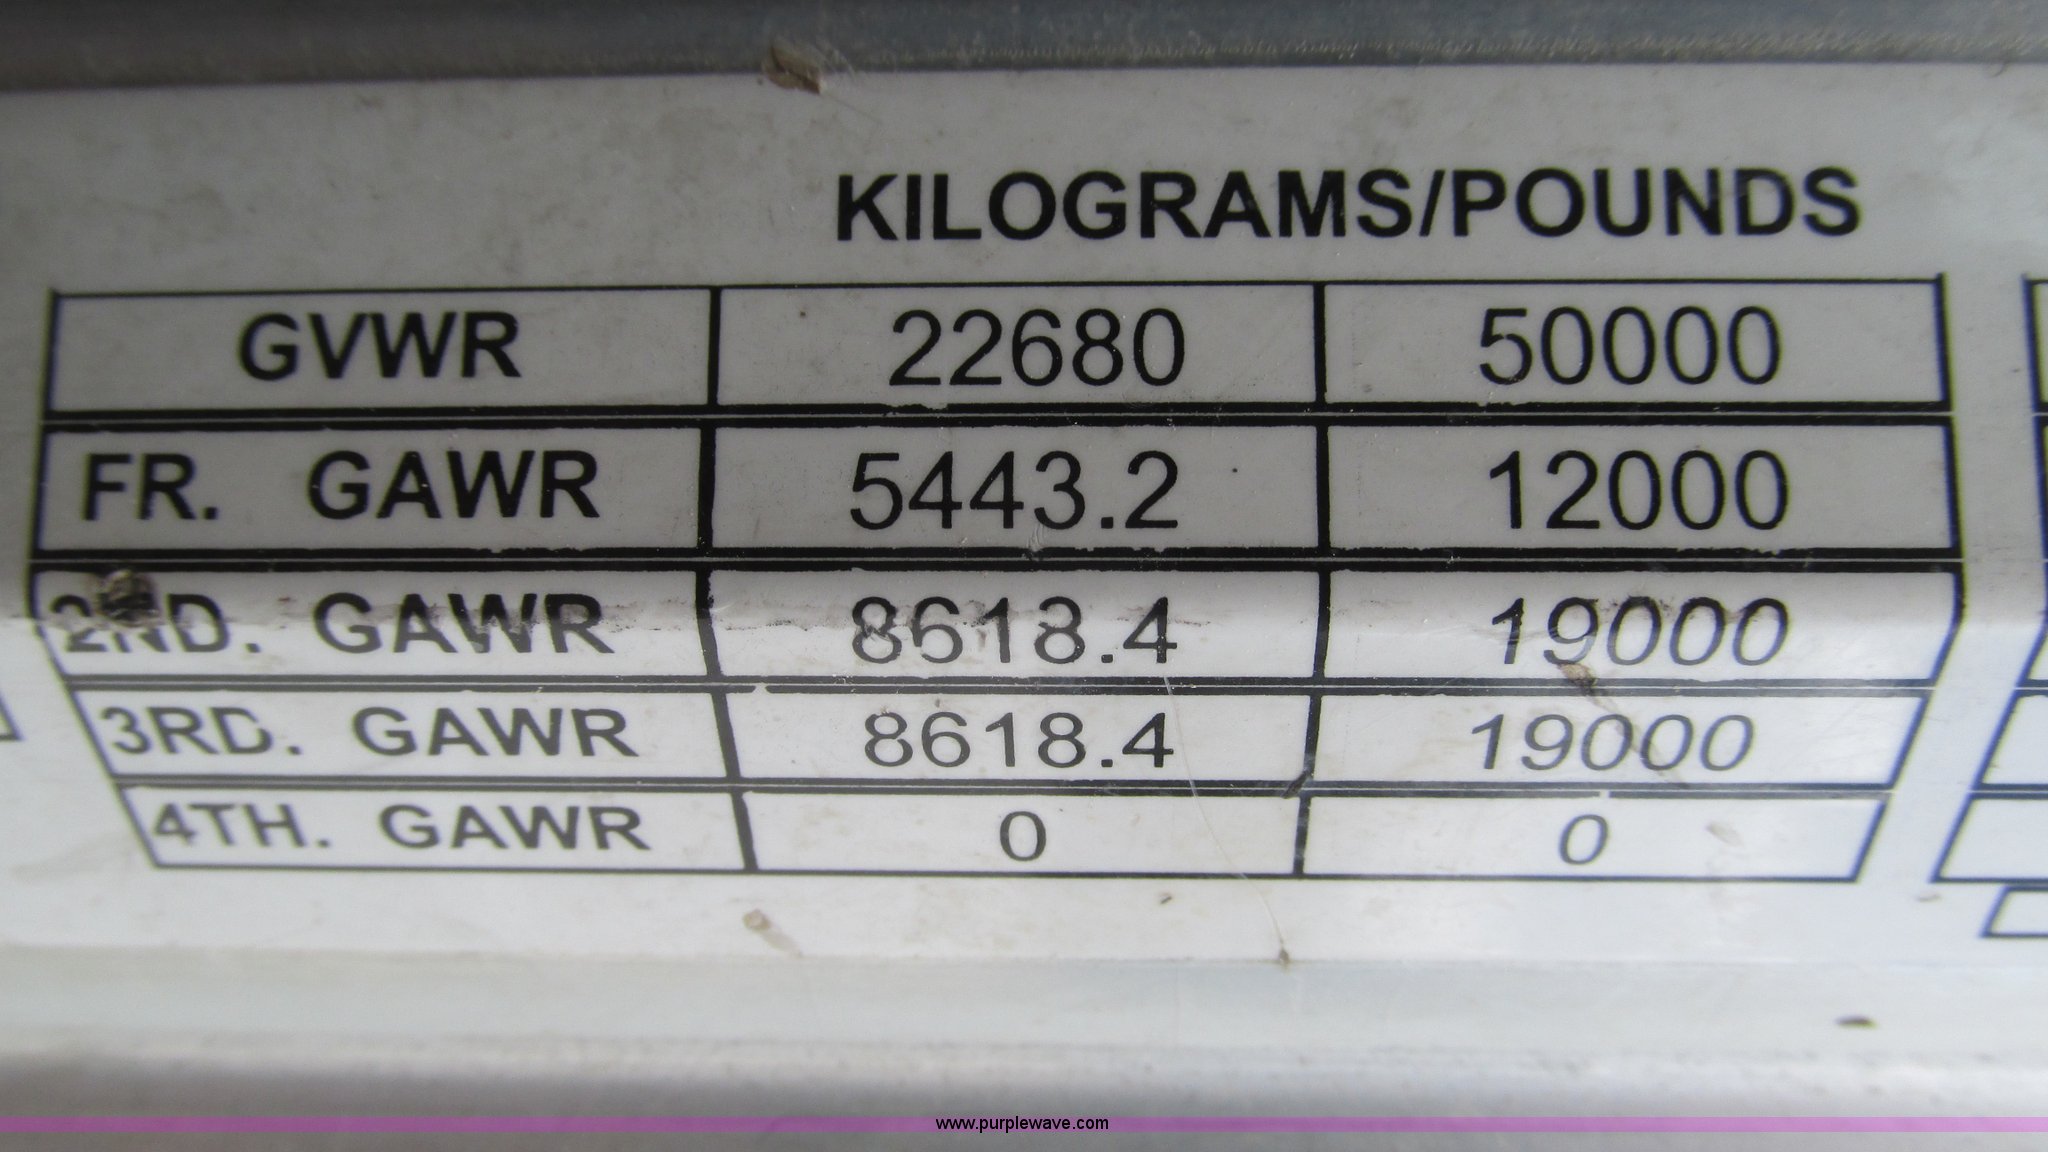 KILOGRAMS/POUNDS
GVWR 22680 50000
FR. GAWR 5443.2 12000
2ND. GAWR 8618.4 19000
3RD. GAWR 8618.4 19000
4TH. GAWR 0 0
www.purplewave.com